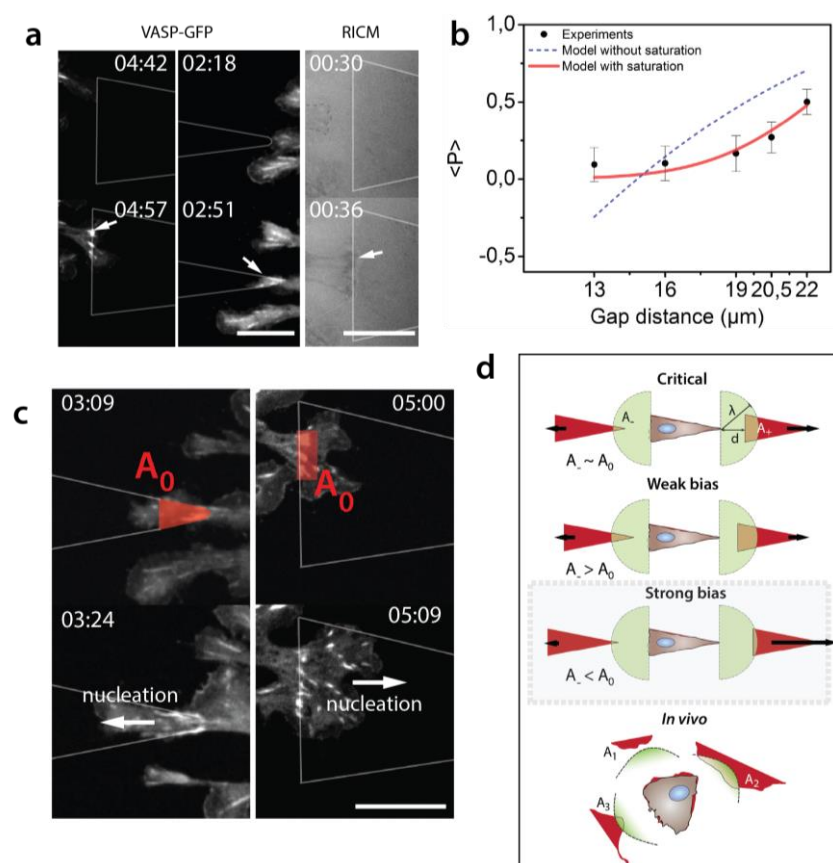 a
VASP-GFP
RICM
04:42
02:18
00:30
04:57
02:51
00:36
b
Experiments
Model without saturation
Model with saturation
1,0
0,5
0,0
-0,5
<P>
13
16
19
20,5
22
Gap distance (µm)
c
03:09
A0
05:00
A0
03:24
nucleation
05:09
nucleation
d
Critical
A-
λ
d
A+
A- ~ A0
Weak bias
A- > A0
Strong bias
A- < A0
In vivo
A1
A2
A3